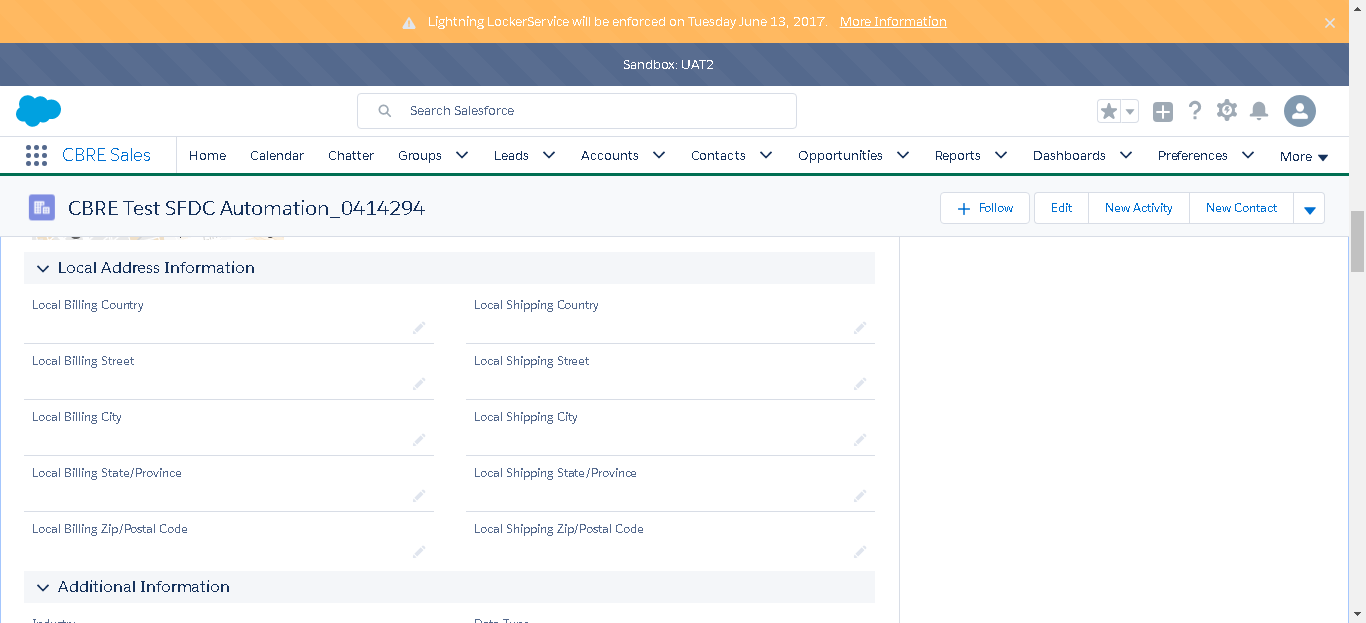 Lightning LockerService will be enforced on Tuesday June 13, 2017. More Information
Sandbox: UAT2
Search Salesforce
CBRE Sales Home Calendar Chatter Groups Leads Accounts Contacts Opportunities Reports Dashboards Preferences More
CBRE Test SFDC Automation_0414294
+ Follow Edit New Activity New Contact
Local Address Information
Local Billing Country Local Shipping Country
Local Billing Street Local Shipping Street
Local Billing City Local Shipping City
Local Billing State/Province Local Shipping State/Province
Local Billing Zip/Postal Code Local Shipping Zip/Postal Code
Additional Information
Industry Data Type